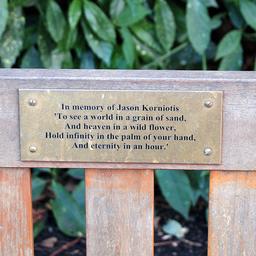 In memory of Jason Korniotis
'To see a world in a grain of sand,
And heaven in a wild flower,
Hold infinity in the palm of your hand,
And eternity in an hour.'